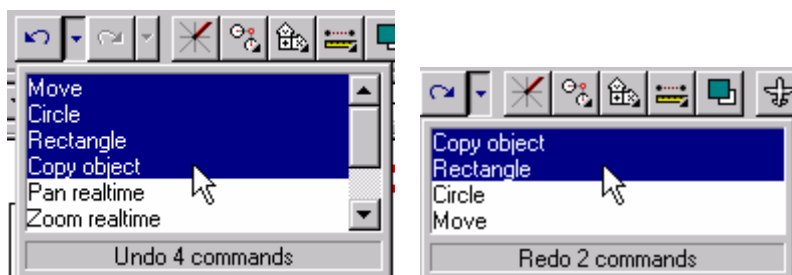 Move
Circle
Rectangle
Copy object
Pan realtime
Zoom realtime
Undo 4 commands
Copy object
Rectangle
Circle
Move
Redo 2 commands